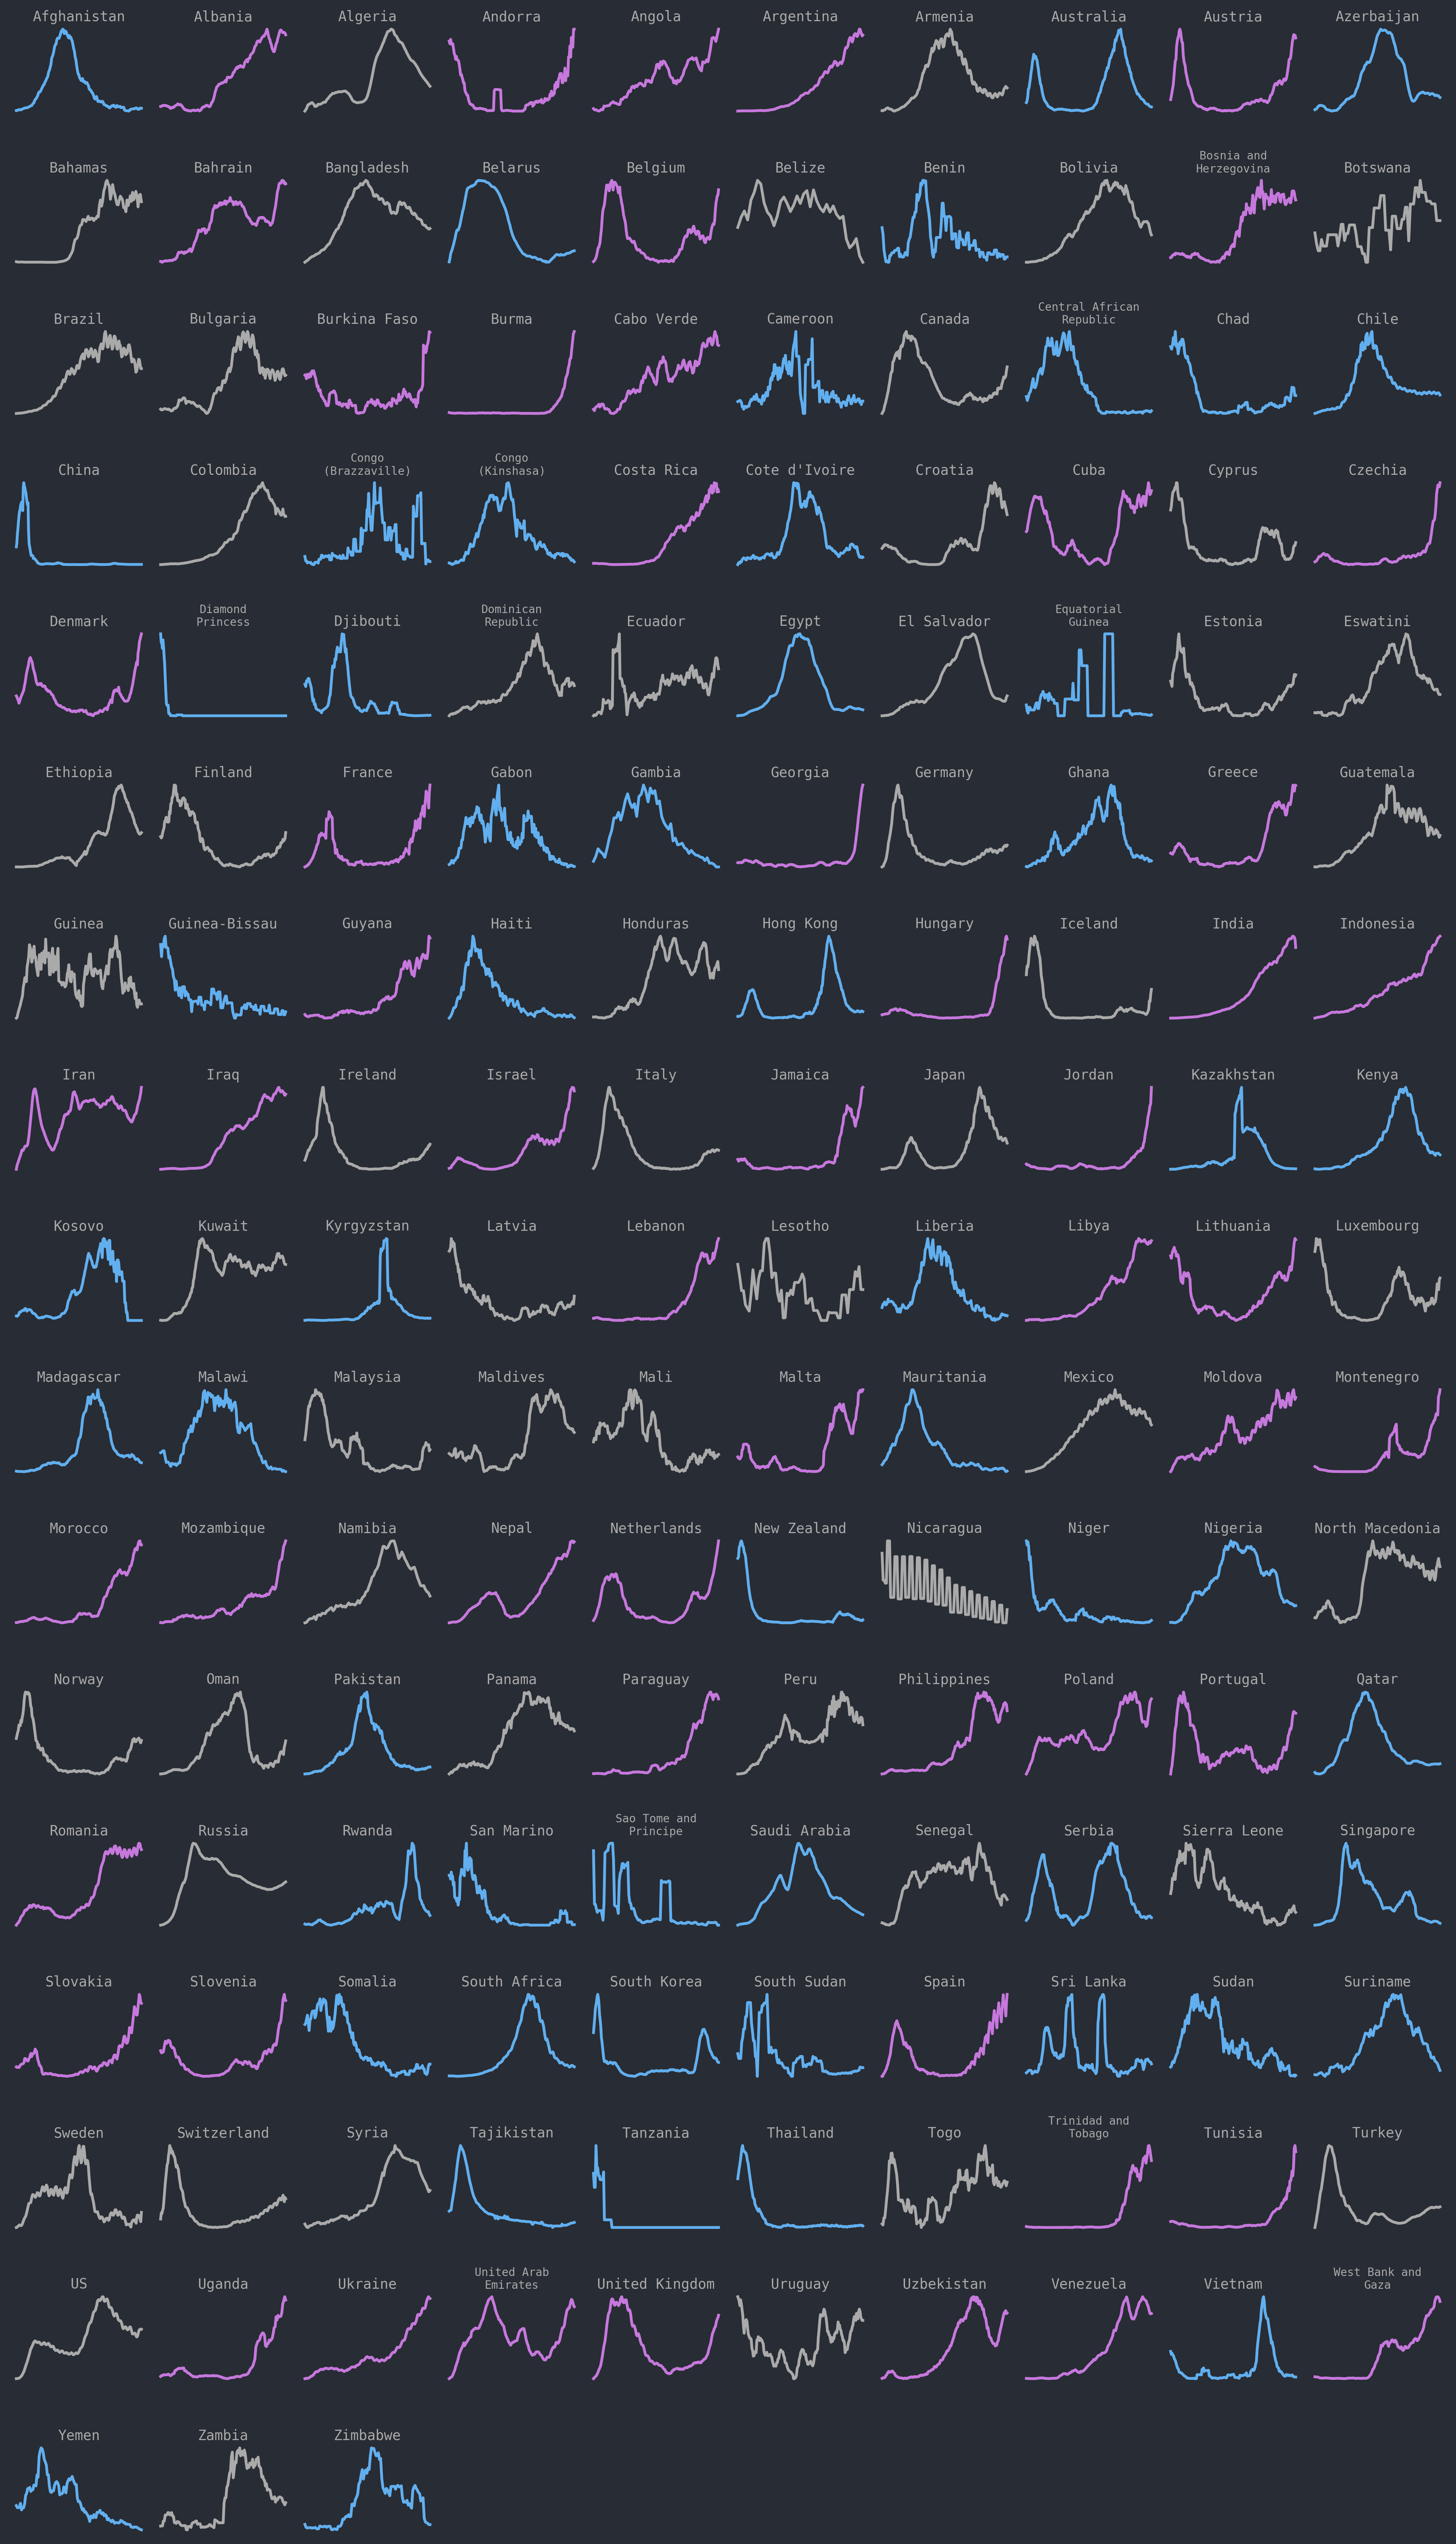 Afghanistan
Albania
Algeria
Andorra
Angola
Argentina
Armenia
Australia
Austria
Azerbaijan
Bahamas
Bahrain
Bangladesh
Belarus
Belgium
Belize
Benin
Bolivia
Bosnia and
Herzegovina
Botswana
Brazil
Bulgaria
Burkina Faso
Burma
Cabo Verde
Cameroon
Canada
Central African
Republic
Chad
Chile
China
Colombia
Congo
(Brazzaville)
Congo
(Kinshasa)
Costa Rica
Cote d'Ivoire
Croatia
Cuba
Cyprus
Czechia
Denmark
Diamond
Princess
Djibouti
Dominican
Republic
Ecuador
Egypt
El Salvador
Equatorial
Guinea
Estonia
Eswatini
Ethiopia
Finland
France
Gabon
Gambia
Georgia
Germany
Ghana
Greece
Guatemala
Guinea
Guinea-Bissau
Guyana
Haiti
Honduras
Hong Kong
Hungary
Iceland
India
Indonesia
Iran
Iraq
Ireland
Israel
Italy
Jamaica
Japan
Jordan
Kazakhstan
Kenya
Kosovo
Kuwait
Kyrgyzstan
Latvia
Lebanon
Lesotho
Liberia
Libya
Lithuania
Luxembourg
Madagascar
Malawi
Malaysia
Maldives
Mali
Malta
Mauritania
Mexico
Moldova
Montenegro
Morocco
Mozambique
Namibia
Nepal
Netherlands
New Zealand
Nicaragua
Niger
Nigeria
North Macedonia
Norway
Oman
Pakistan
Panama
Paraguay
Peru
Philippines
Poland
Portugal
Qatar
Romania
Russia
Rwanda
San Marino
Sao Tome and
Principe
Saudi Arabia
Senegal
Serbia
Sierra Leone
Singapore
Slovakia
Slovenia
Somalia
South Africa
South Korea
South Sudan
Spain
Sri Lanka
Sudan
Suriname
Sweden
Switzerland
Syria
Tajikistan
Tanzania
Thailand
Togo
Trinidad and
Tobago
Tunisia
Turkey
US
Uganda
Ukraine
United Arab
Emirates
United Kingdom
Uruguay
Uzbekistan
Venezuela
Vietnam
West Bank and
Gaza
Yemen
Zambia
Zimbabwe